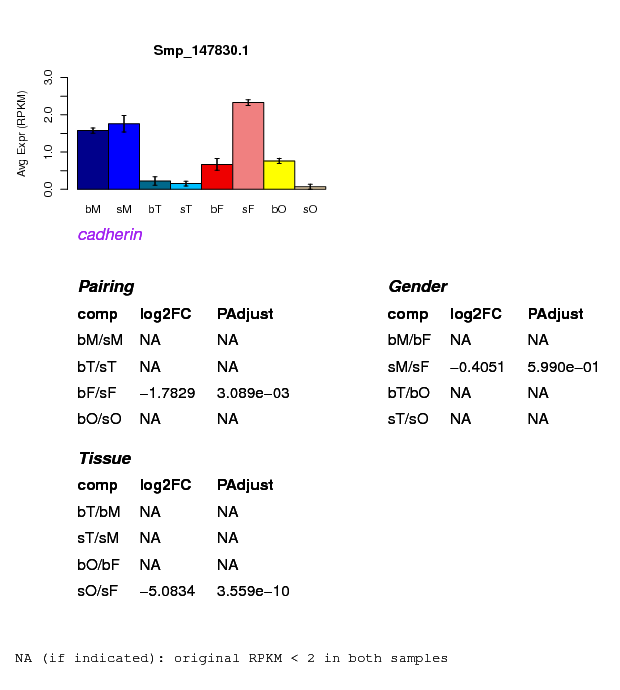 Smp_147830.1
Avg Expr (RPKM)
0.0 1.0 2.0 3.0
bM sM bT sT bF sF bO sO
cadherin
Pairing
comp log2FC PAdjust
bM/sM NA NA
bT/sT NA NA
bF/sF −1.7829 3.089e−03
bO/sO NA NA
Gender
comp log2FC PAdjust
bM/bF NA NA
sM/sF −0.4051 5.990e−01
bT/bO NA NA
sT/sO NA NA
Tissue
comp log2FC PAdjust
bT/bM NA NA
sT/sM NA NA
bO/bF NA NA
sO/sF −5.0834 3.559e−10
NA (if indicated): original RPKM < 2 in both samples